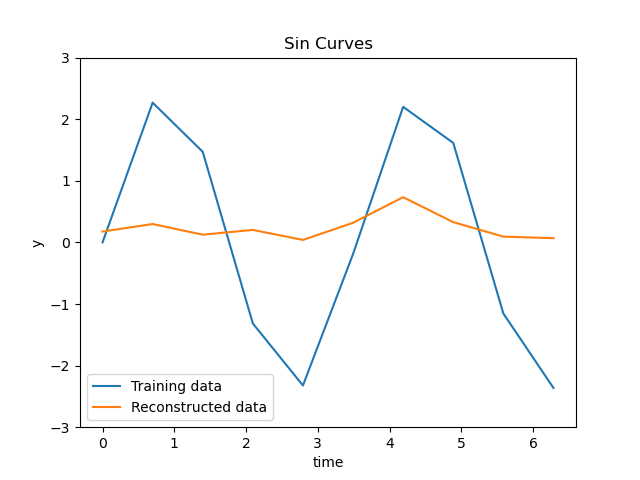 Sin Curves
3
2
1
0
−1
−2
−3
y
Training data
Reconstructed data
0 1 2 3 4 5 6
time